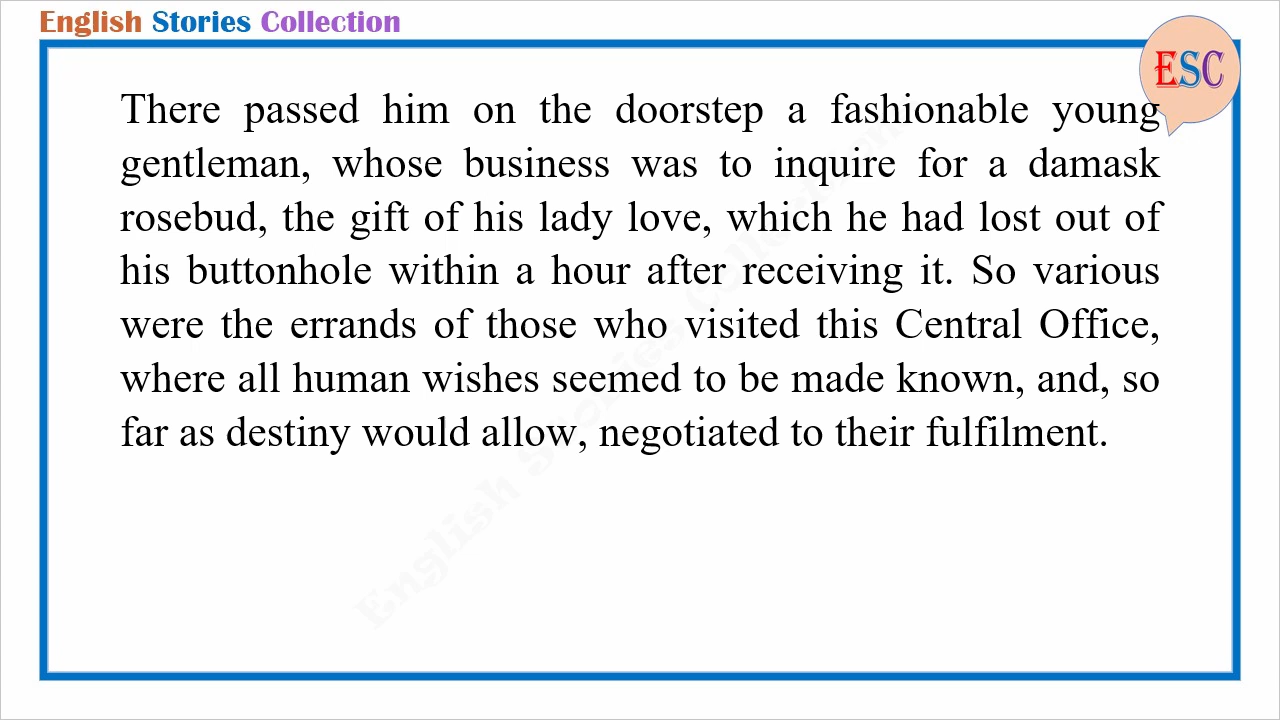 English Stories Collection
ESC
There passed him on the doorstep a fashionable young
gentleman, whose business was to inquire for a damask
rosebud, the gift of his lady love, which he had lost out of
his buttonhole within a hour after receiving it. So various
were the errands of those who visited this Central Office,
where all human wishes seemed to be made known, and, so
far as destiny would allow, negotiated to their fulfilment.
English Stories Collection